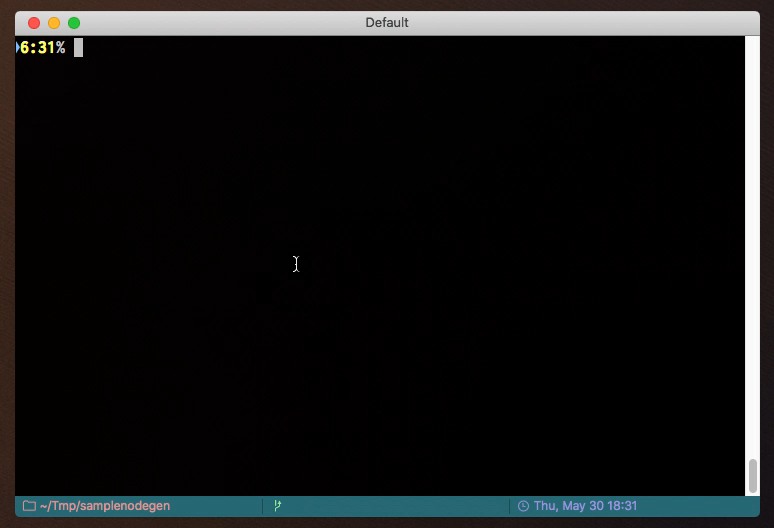 Default
6:31%
~/Tmp/samplenodegen
Thu, May 30 18:31